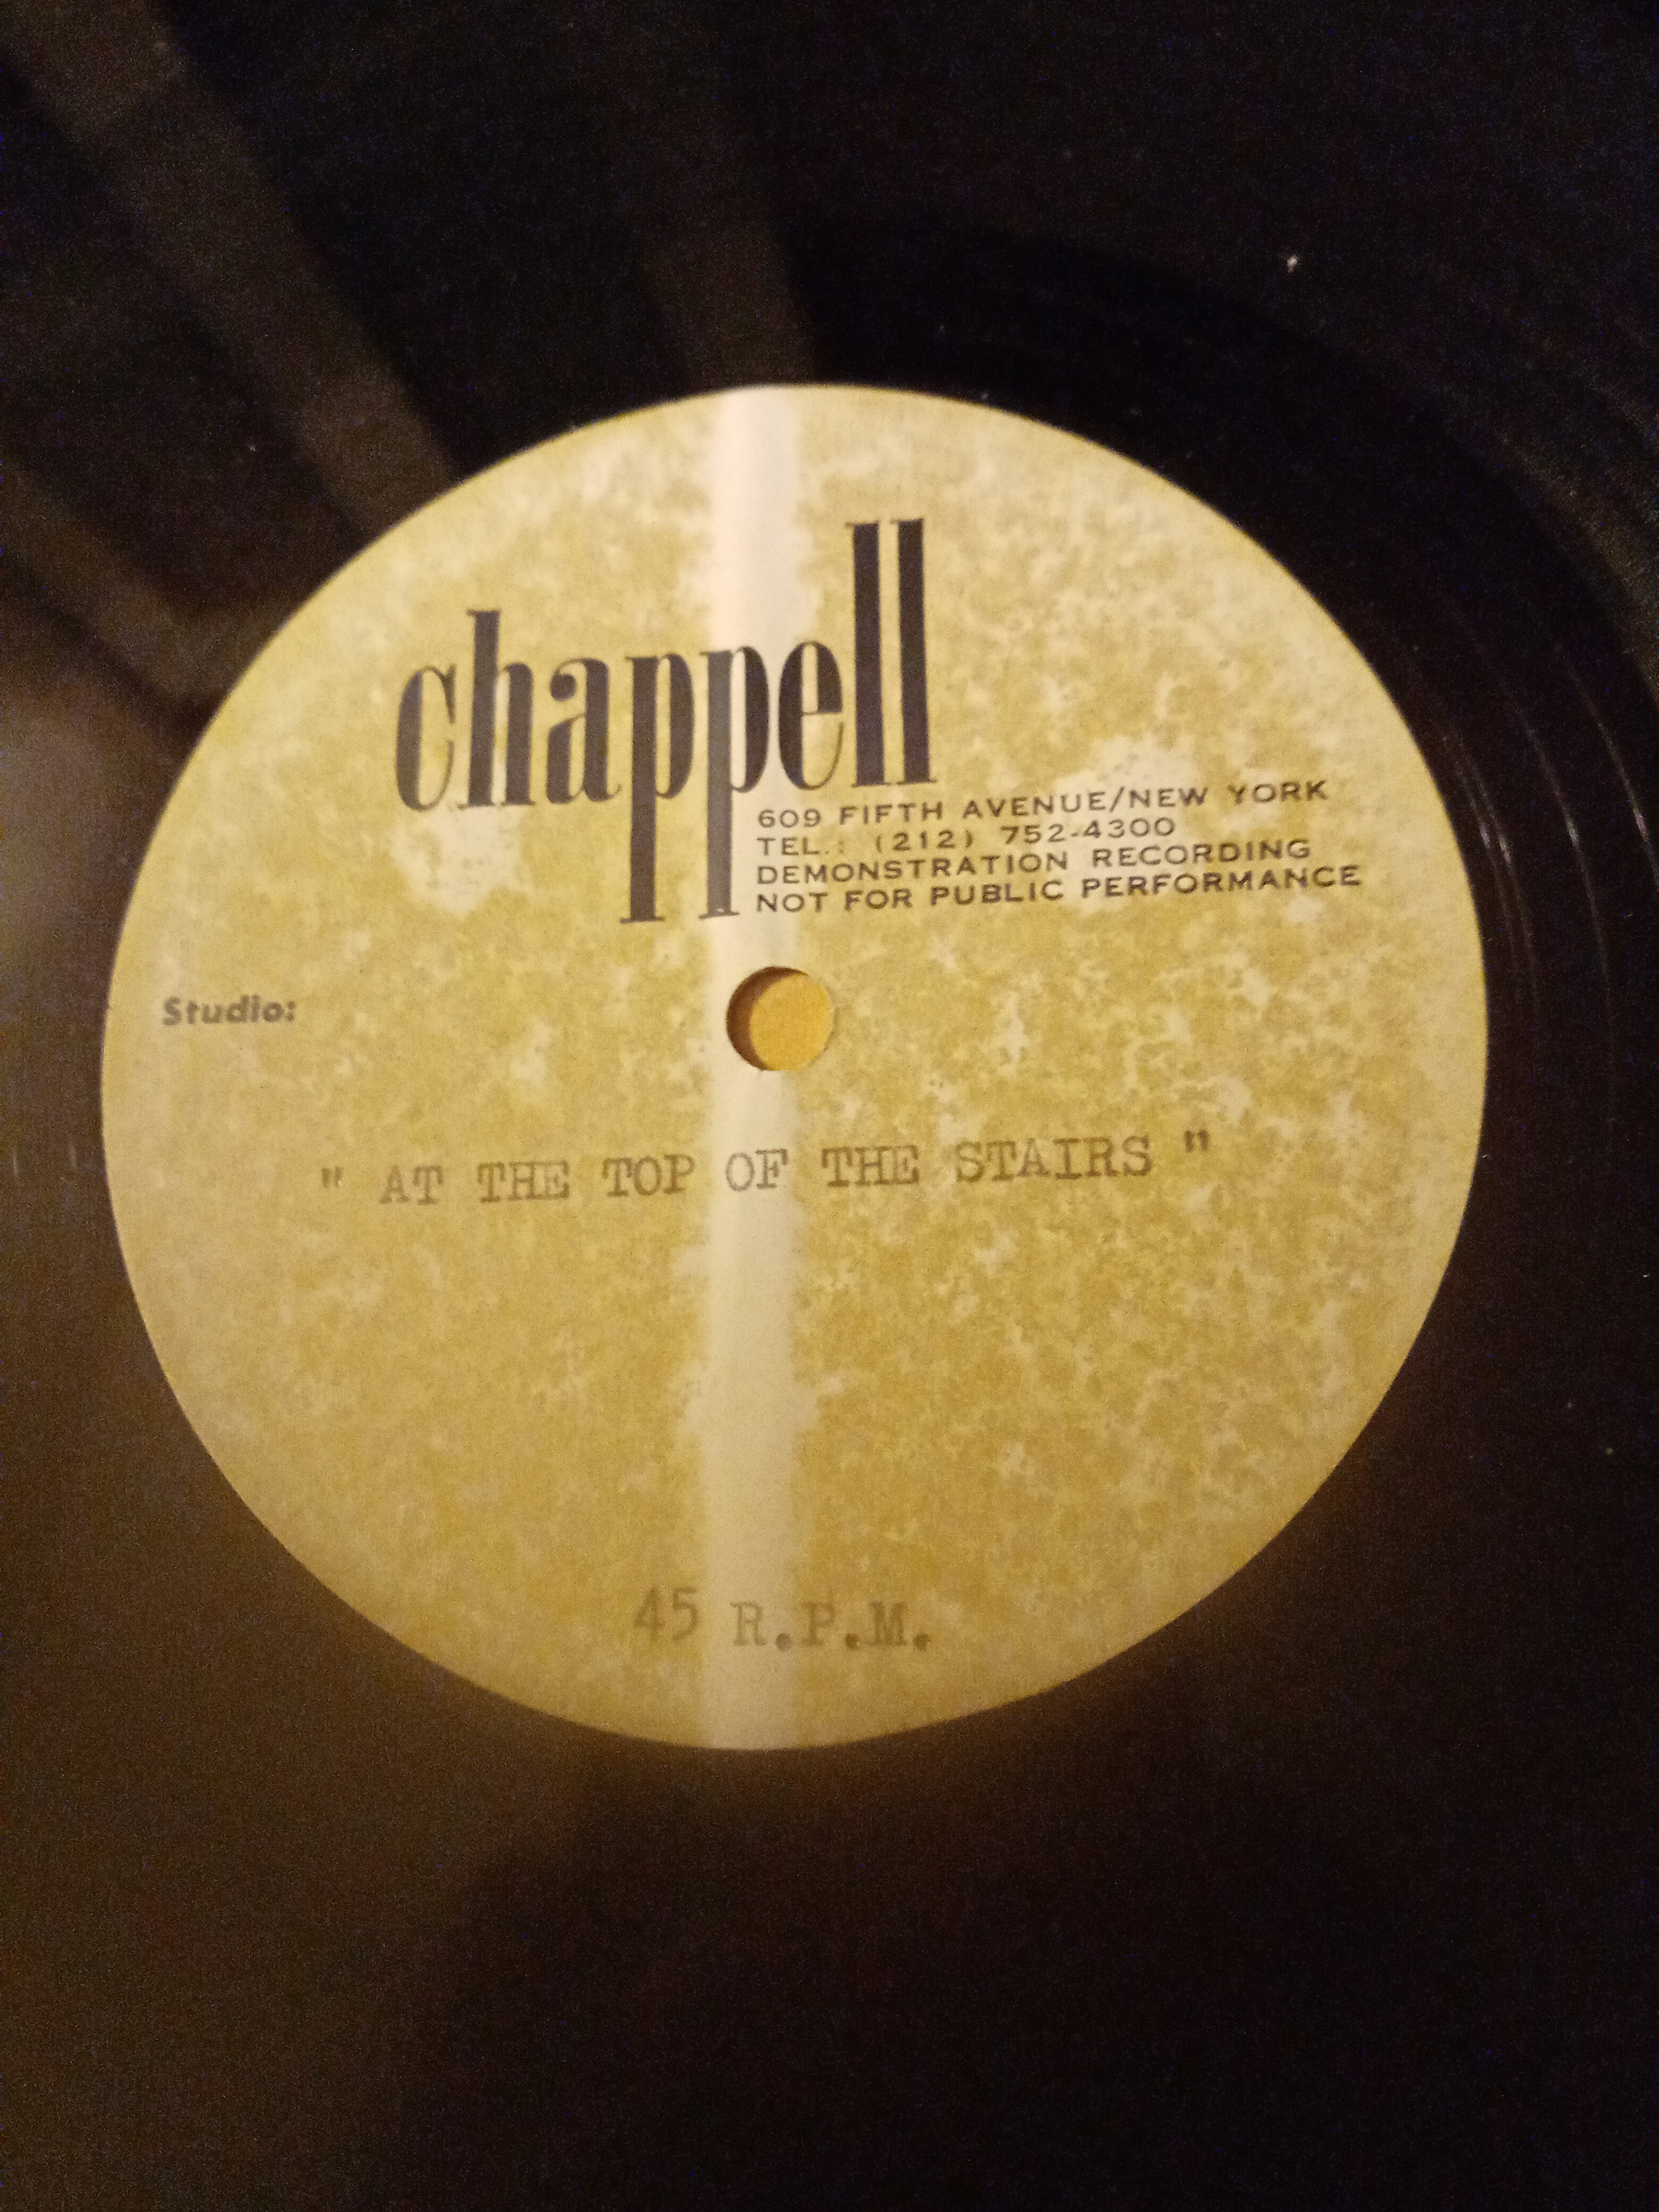 chappell
609 FIFTH AVENUE/NEW YORK
TEL.: (212) 752-4300
DEMONSTRATION RECORDING
NOT FOR PUBLIC PERFORMANCE
Studio:
" AT THE TOP OF THE STAIRS "
45 R.P.M.